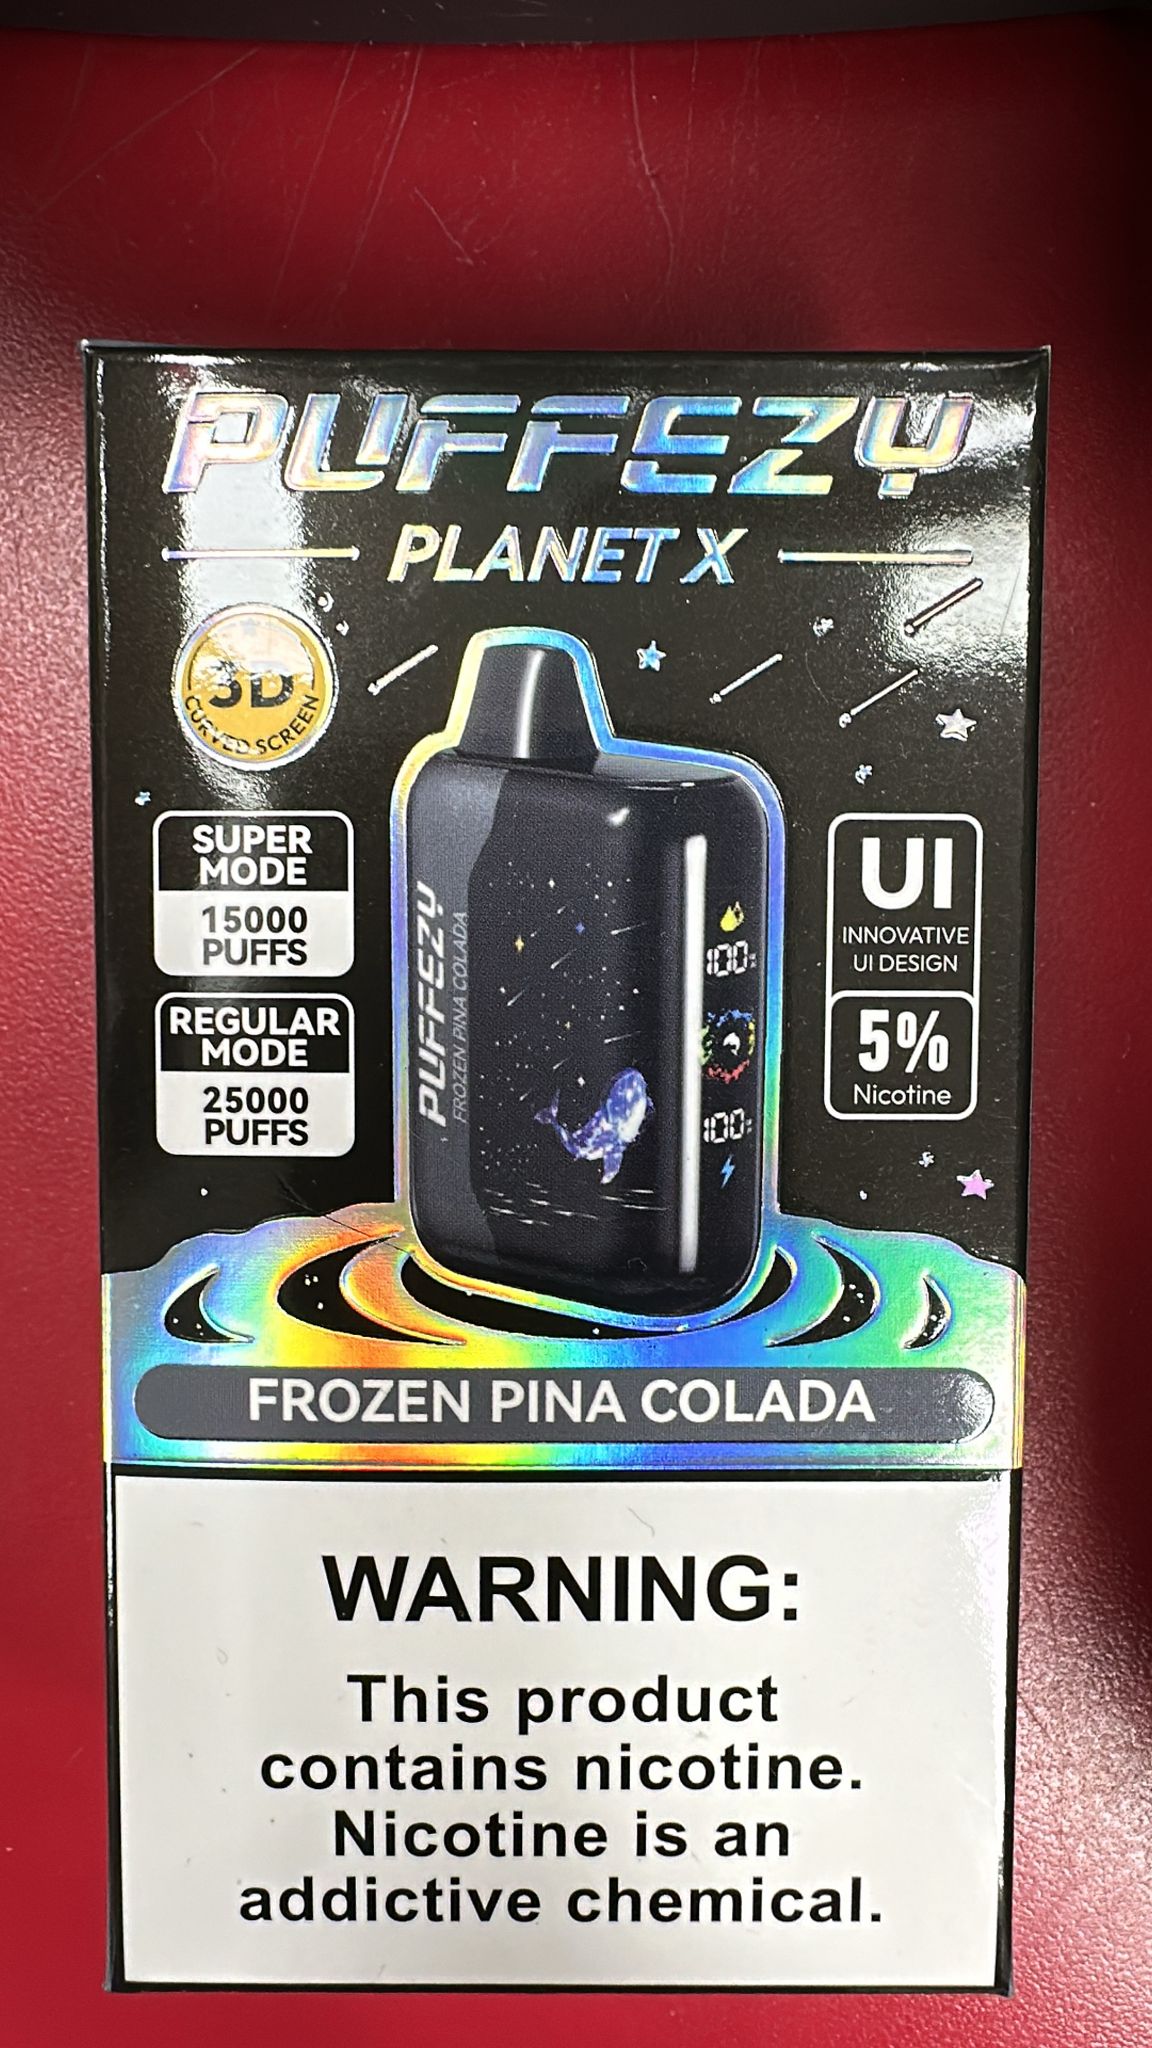 PUFFEZY
PLANET X
3D
CURVED SCREEN
SUPER
MODE
15000
PUFFS
REGULAR
MODE
25000
PUFFS
PUFFEZY
FROZEN PINA COLADA
100%
100%
UI
INNOVATIVE
UI DESIGN
5%
Nicotine
FROZEN PINA COLADA
WARNING:
This product
contains nicotine.
Nicotine is an
addictive chemical.